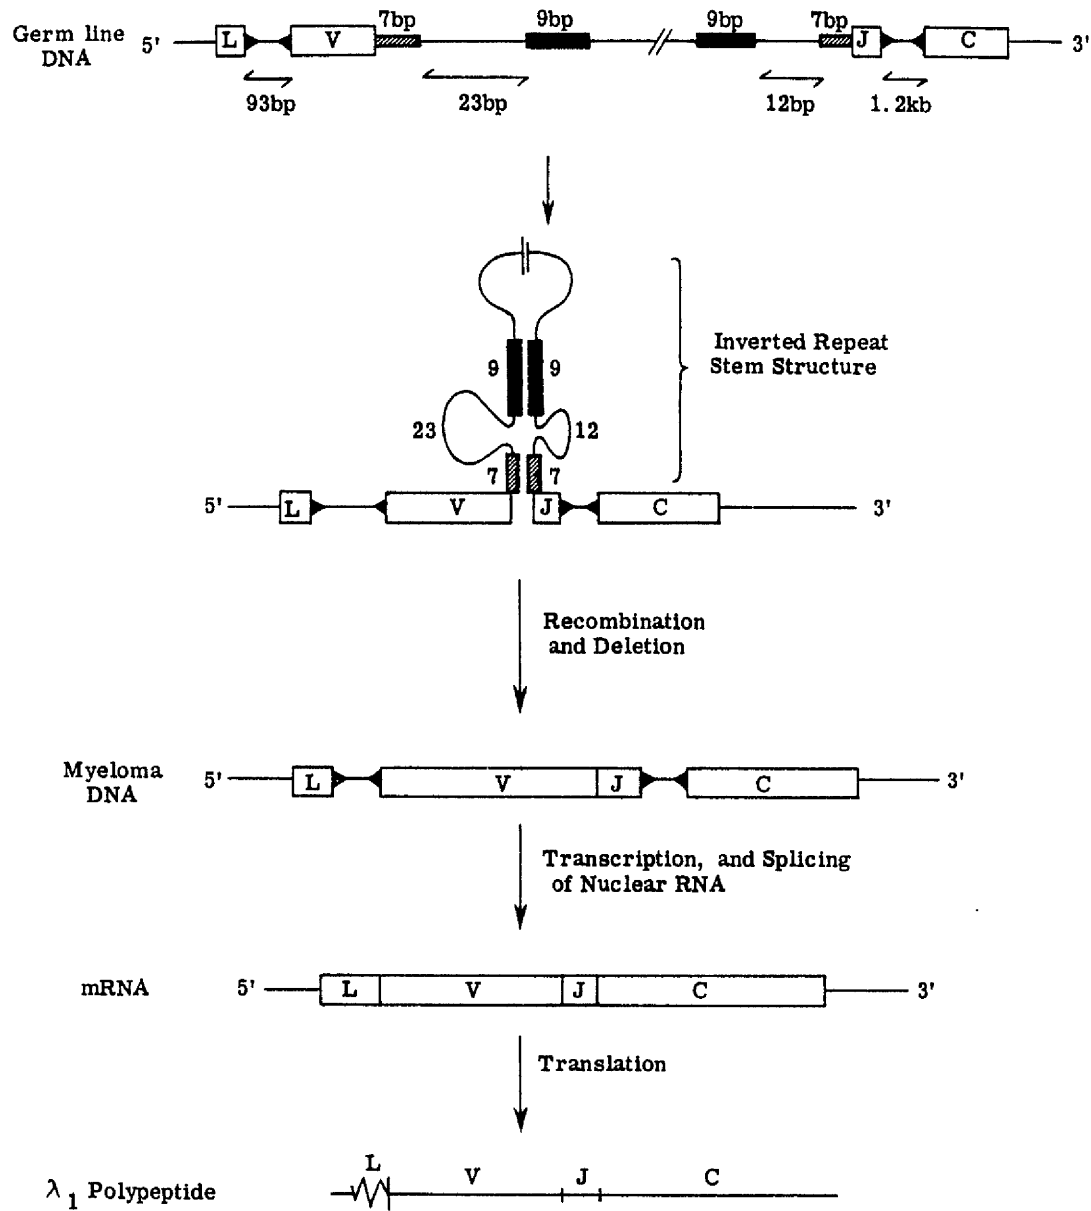 7bp 9bp 9bp 7bp
Germ line
DNA
5' L V J C 3'
93bp 23bp 12bp 1.2kb
9 9
Inverted Repeat
Stem Structure
23 12
7 7
5' L V J C 3'
Recombination
and Deletion
Myeloma
DNA
5' L V J C 3'
Transcription, and Splicing
of Nuclear RNA
mRNA 5' L V J C 3'
Translation
L V J C
λ1 Polypeptide